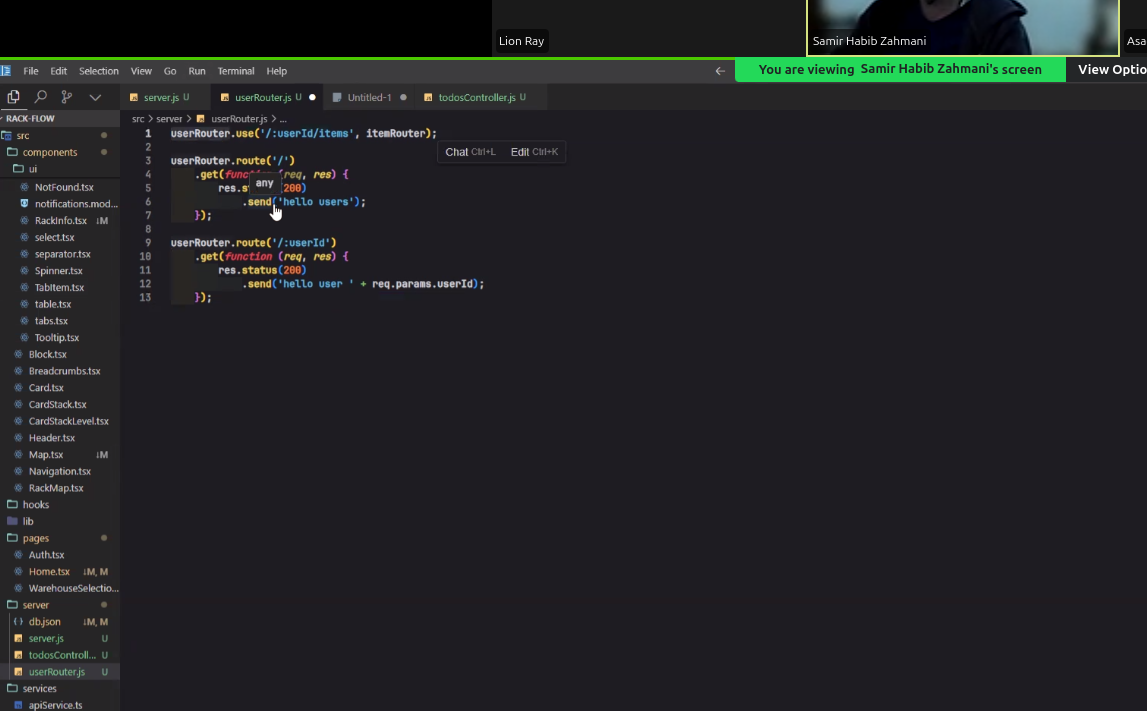 Lion Ray
Samir Habib Zahmani
Asa
File Edit Selection View Go Run Terminal Help
You are viewing Samir Habib Zahmani's screen
View Optio
server.js U
userRouter.js U
Untitled-1
todosController.js U
RACK-FLOW
src > server > userRouter.js > ...
src
components
ui
NotFound.tsx
notifications.mod...
RackInfo.tsx ↓M
select.tsx
separator.tsx
Spinner.tsx
TabItem.tsx
table.tsx
tabs.tsx
Tooltip.tsx
Block.tsx
Breadcrumbs.tsx
Card.tsx
CardStack.tsx
CardStackLevel.tsx
Header.tsx
Map.tsx ↓M
Navigation.tsx
RackMap.tsx
hooks
lib
pages
Auth.tsx
Home.tsx ↓M, M
WarehouseSelectio...
server
db.json ↓M, M
server.js U
todosControll... U
userRouter.js U
services
apiService.ts
1 userRouter.use('/:userId/items', itemRouter);
2
3 userRouter.route('/')
4 .get(func (req, res) {
5 res.s (200)
6 .send('hello users');
7 });
8
9 userRouter.route('/:userId')
10 .get(function (req, res) {
11 res.status(200)
12 .send('hello user ' + req.params.userId);
13 });
Chat Ctrl+L Edit Ctrl+K
any